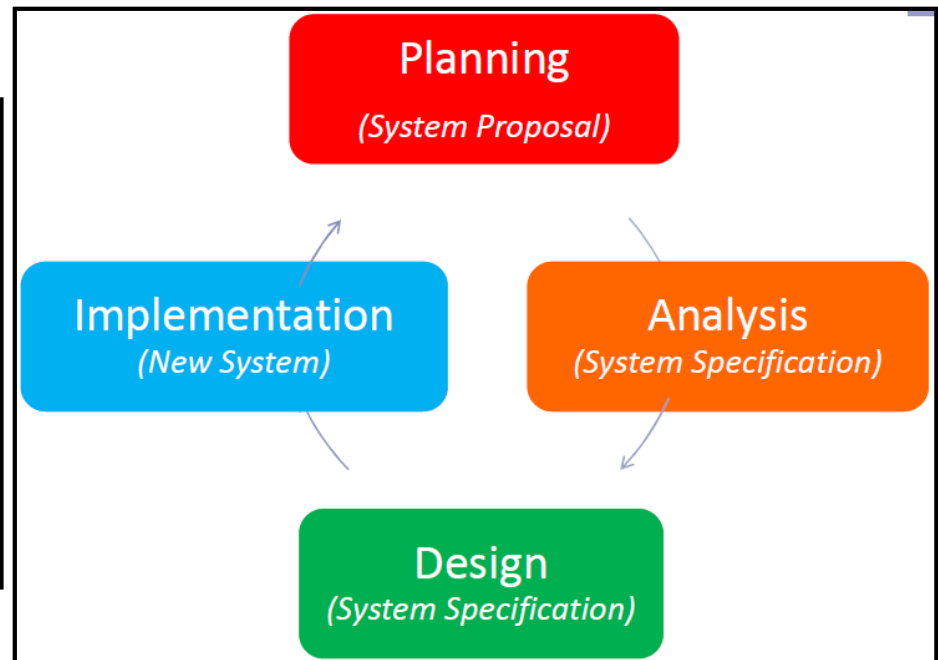 Planning
(System Proposal)
Implementation
(New System)
Analysis
(System Specification)
Design
(System Specification)